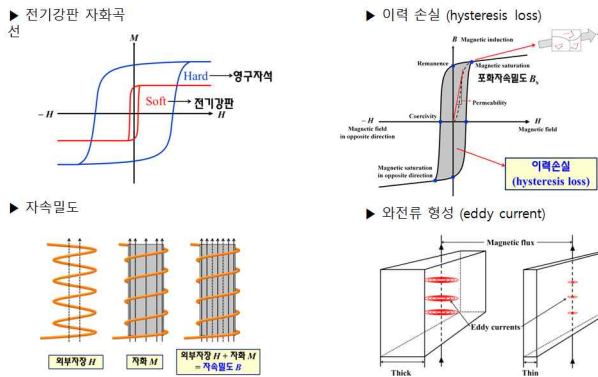 ▶ 전기강판 자화곡
선
M
Hard → 영구자석
Soft → 전기강판
− H
H
▶ 이력 손실 (hysteresis loss)
B
Magnetic induction
Remanence
Magnetic saturation
포화자속밀도 Bs
Permeability
− H
Coercivity
H
Magnetic field
in opposite direction
Magnetic field
Magnetic saturation
in opposite direction
이력손실
(hysteresis loss)
▶ 자속밀도
외부자장 H
자화 M
외부자장 H + 자화 M
= 자속밀도 B
▶ 와전류 형성 (eddy current)
Magnetic flux
Eddy currents
Thick
Thin